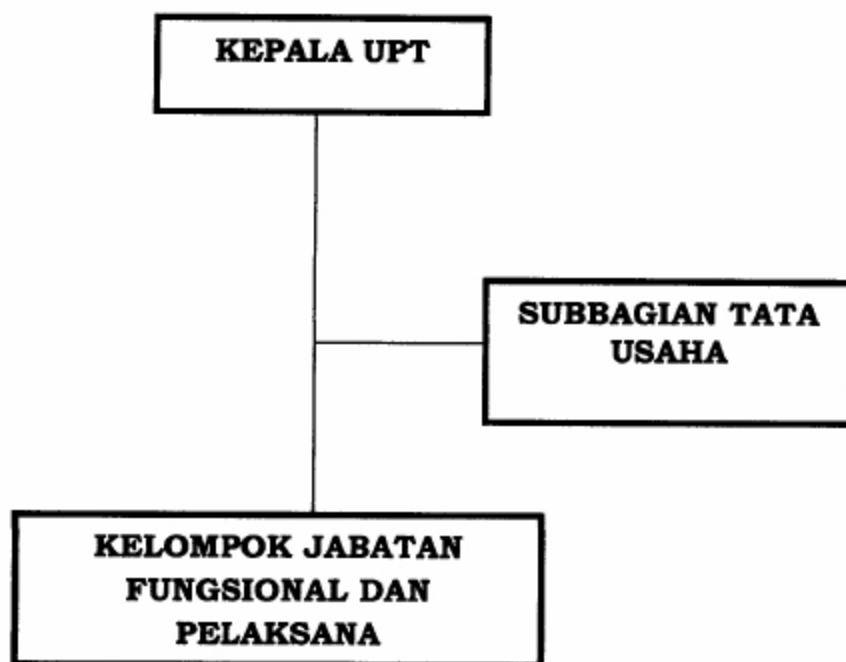 KEPALA UPT
SUBBAGIAN TATA
USAHA
KELOMPOK JABATAN
FUNGSIONAL DAN
PELAKSANA